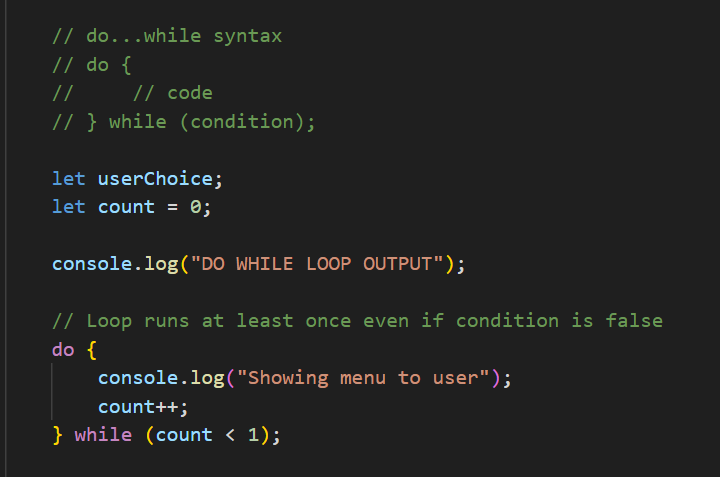 // do...while syntax
// do {
//     // code
// } while (condition);
let userChoice;
let count = 0;
console.log("DO WHILE LOOP OUTPUT");
// Loop runs at least once even if condition is false
do {
    console.log("Showing menu to user");
    count++;
} while (count < 1);